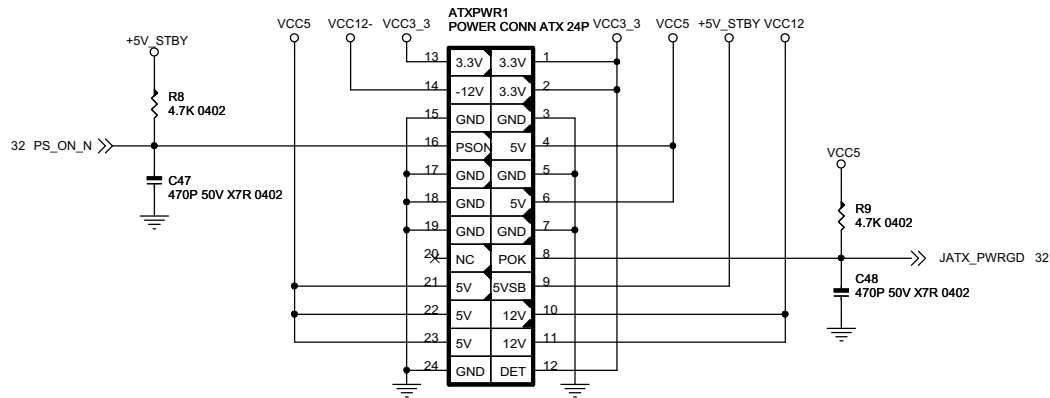 ATXPWR1
POWER CONN ATX 24P
VCC5
VCC12-
VCC3_3
VCC3_3
VCC5
+5V_STBY
VCC12
+5V_STBY
R8
4.7K 0402
32 PS_ON_N
C47
470P 50V X7R 0402
13 3.3V 3.3V 1
14 -12V 3.3V 2
15 GND GND 3
16 PSON 5V 4
17 GND GND 5
18 GND 5V 6
19 GND GND 7
20 NC POK 8
21 5V 5VSB 9
22 5V 12V 10
23 5V 12V 11
24 GND DET 12
VCC5
R9
4.7K 0402
JATX_PWRGD 32
C48
470P 50V X7R 0402